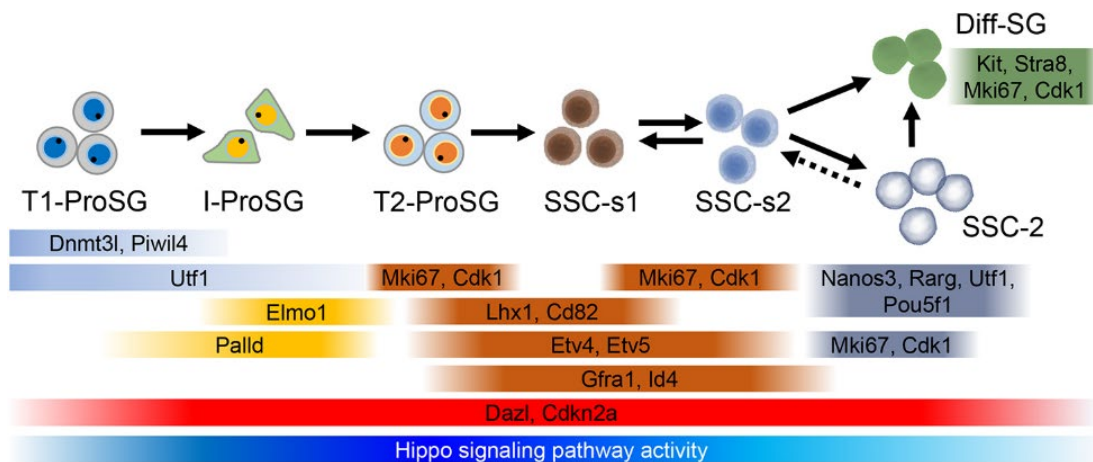 Diff-SG
Kit, Stra8,
Mki67, Cdk1
T1-ProSG
I-ProSG
T2-ProSG
SSC-s1
SSC-s2
SSC-2
Dnmt3l, Piwil4
Utf1
Mki67, Cdk1
Mki67, Cdk1
Nanos3, Rarg, Utf1,
Pou5f1
Elmo1
Lhx1, Cd82
Palld
Etv4, Etv5
Mki67, Cdk1
Gfra1, Id4
Dazl, Cdkn2a
Hippo signaling pathway activity